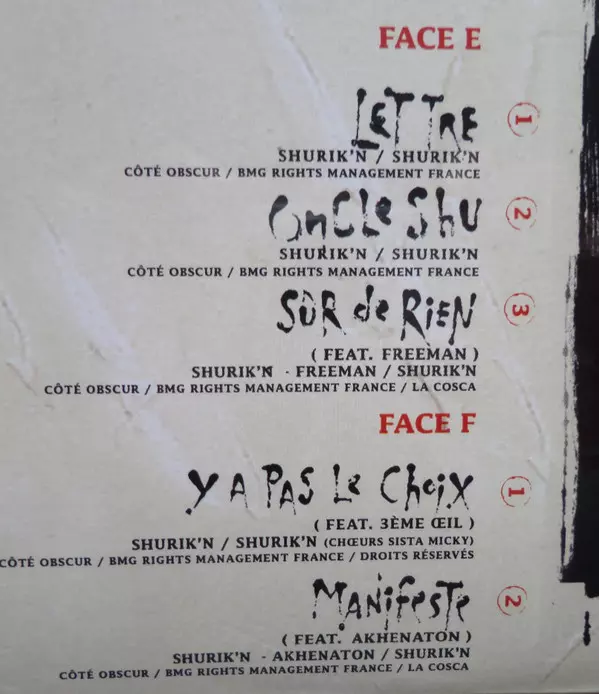 FACE E
LETTRE 1
SHURIK'N / SHURIK'N
CÔTÉ OBSCUR / BMG RIGHTS MANAGEMENT FRANCE
ONCLE SHU 2
SHURIK'N / SHURIK'N
CÔTÉ OBSCUR / BMG RIGHTS MANAGEMENT FRANCE
SÛR de RIEN 3
( FEAT. FREEMAN )
SHURIK'N - FREEMAN / SHURIK'N
CÔTÉ OBSCUR / BMG RIGHTS MANAGEMENT FRANCE / LA COSCA
FACE F
Y A PAS Le Choix 1
( FEAT. 3ÈME ŒIL )
SHURIK'N / SHURIK'N (CHŒURS SISTA MICKY)
CÔTÉ OBSCUR / BMG RIGHTS MANAGEMENT FRANCE / DROITS RÉSERVÉS
MANifeste 2
( FEAT. AKHENATON )
SHURIK'N - AKHENATON / SHURIK'N
CÔTÉ OBSCUR / BMG RIGHTS MANAGEMENT FRANCE / LA COSCA